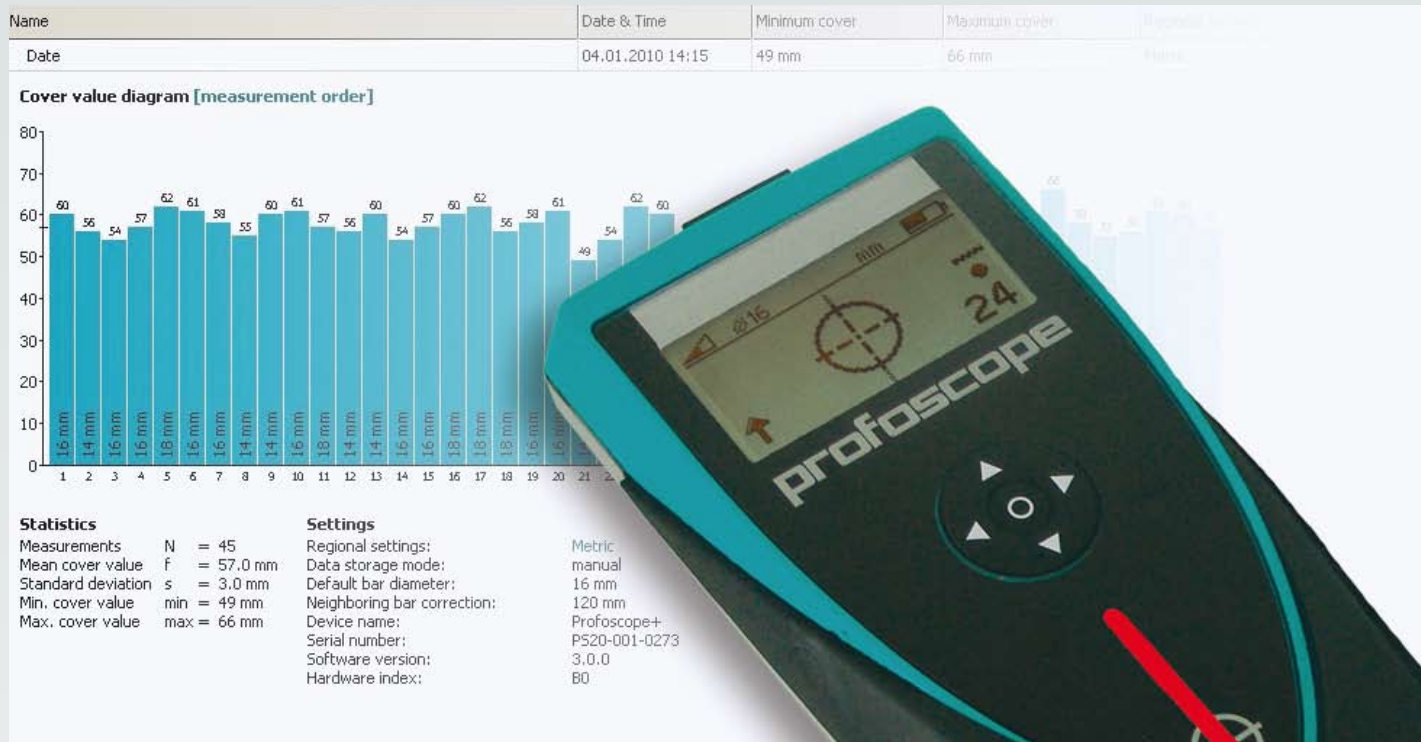 Name Date & Time Minimum cover Maximum cover
Date 04.01.2010 14:15 49 mm 66 mm
Cover value diagram [measurement order]
80
70
60
50
40
30
20
10
0
60 56 54 57 62 61 58 55 60 61 57 56 60 54 57 60 62 56 58 61 49 54 62 60
66
16 mm 14 mm 16 mm 14 mm 18 mm 16 mm 16 mm 14 mm 14 mm 16 mm 18 mm 14 mm 14 mm 16 mm 16 mm 18 mm 18 mm 18 mm 16 mm
1 2 3 4 5 6 7 8 9 10 11 12 13 14 15 16 17 18 19 20 21
mm
Ø16
24
profoscope
Statistics
Measurements N = 45
Mean cover value f = 57.0 mm
Standard deviation s = 3.0 mm
Min. cover value min = 49 mm
Max. cover value max = 66 mm
Settings
Regional settings: Metric
Data storage mode: manual
Default bar diameter: 16 mm
Neighboring bar correction: 120 mm
Device name: Profoscope+
Serial number: PS20-001-0273
Software version: 3.0.0
Hardware index: B0